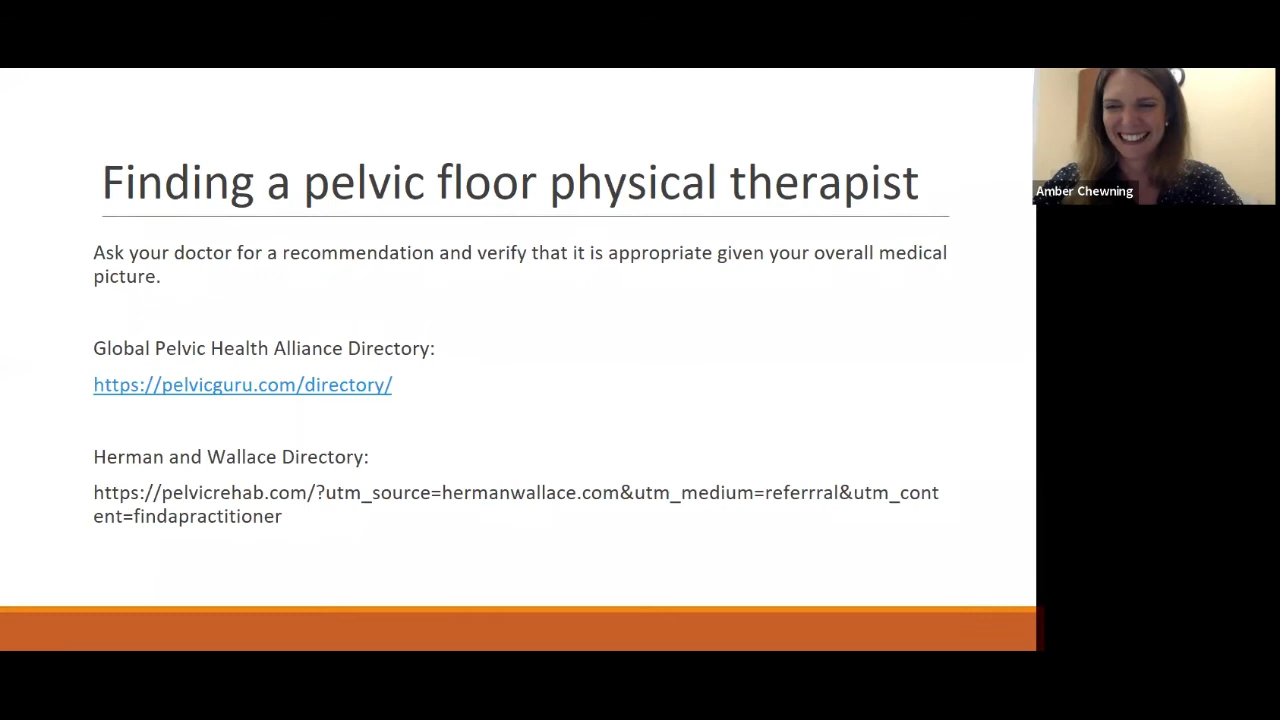 Finding a pelvic floor physical therapist
Amber Chewning
Ask your doctor for a recommendation and verify that it is appropriate given your overall medical
picture.
Global Pelvic Health Alliance Directory:
https://pelvicguru.com/directory/
Herman and Wallace Directory:
https://pelvicrehab.com/?utm_source=hermanwallace.com&utm_medium=referrral&utm_cont
ent=findapractitioner